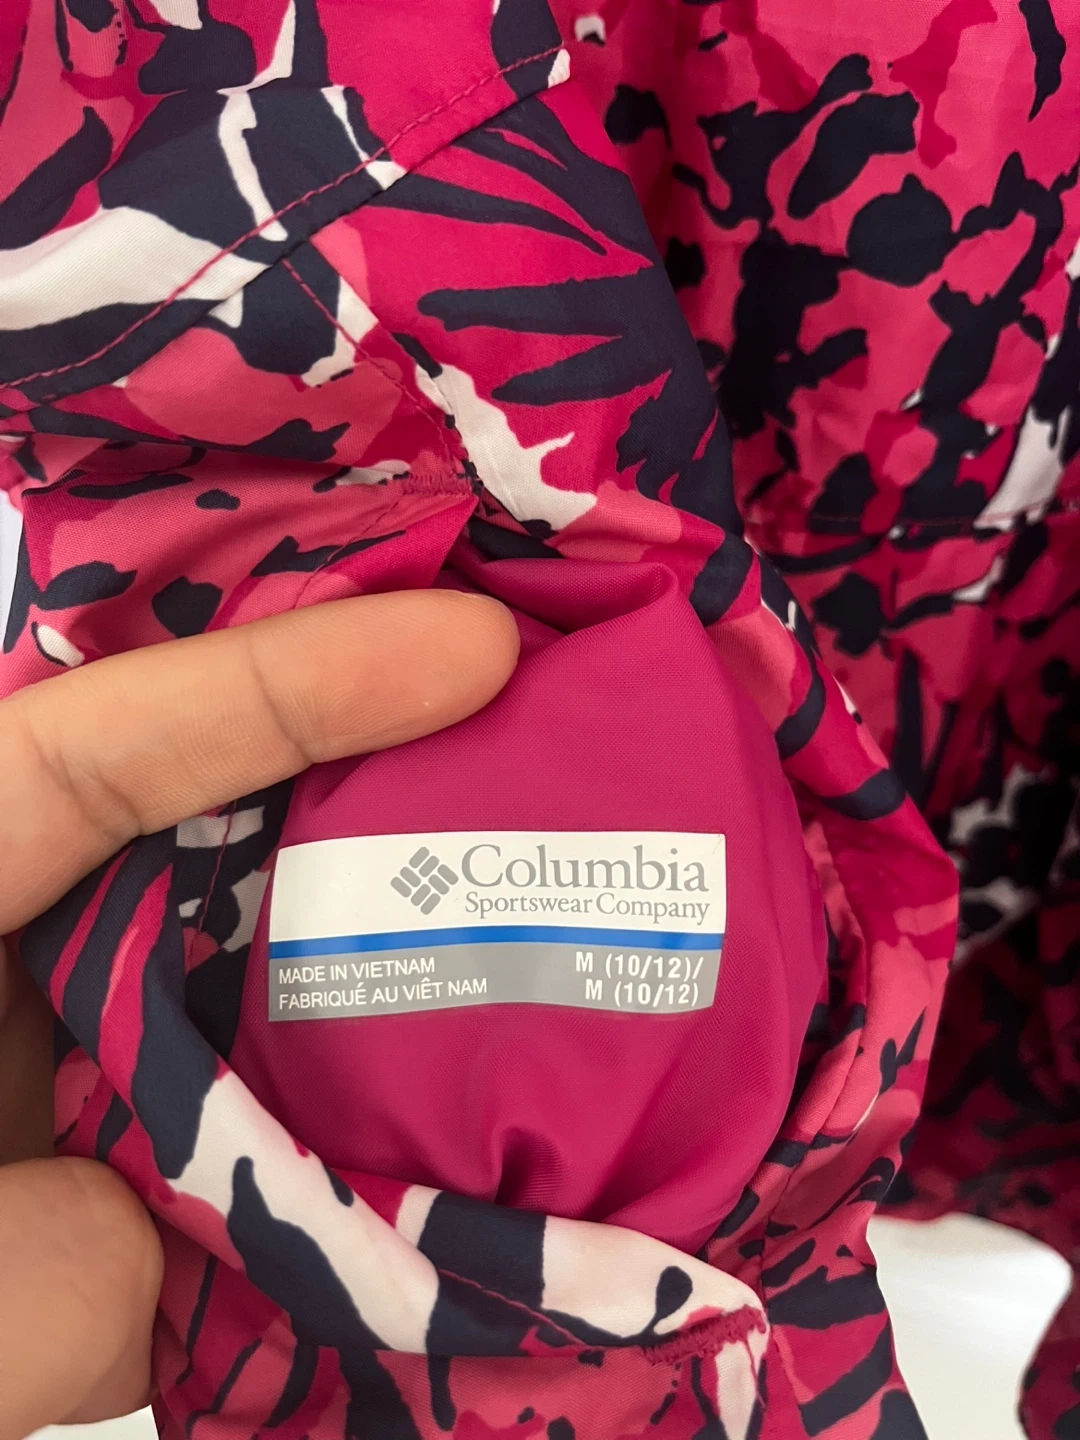 Columbia
Sportswear Company
MADE IN VIETNAM
FABRIQUÉ AU VIÊT NAM
M (10/12)/
M (10/12)